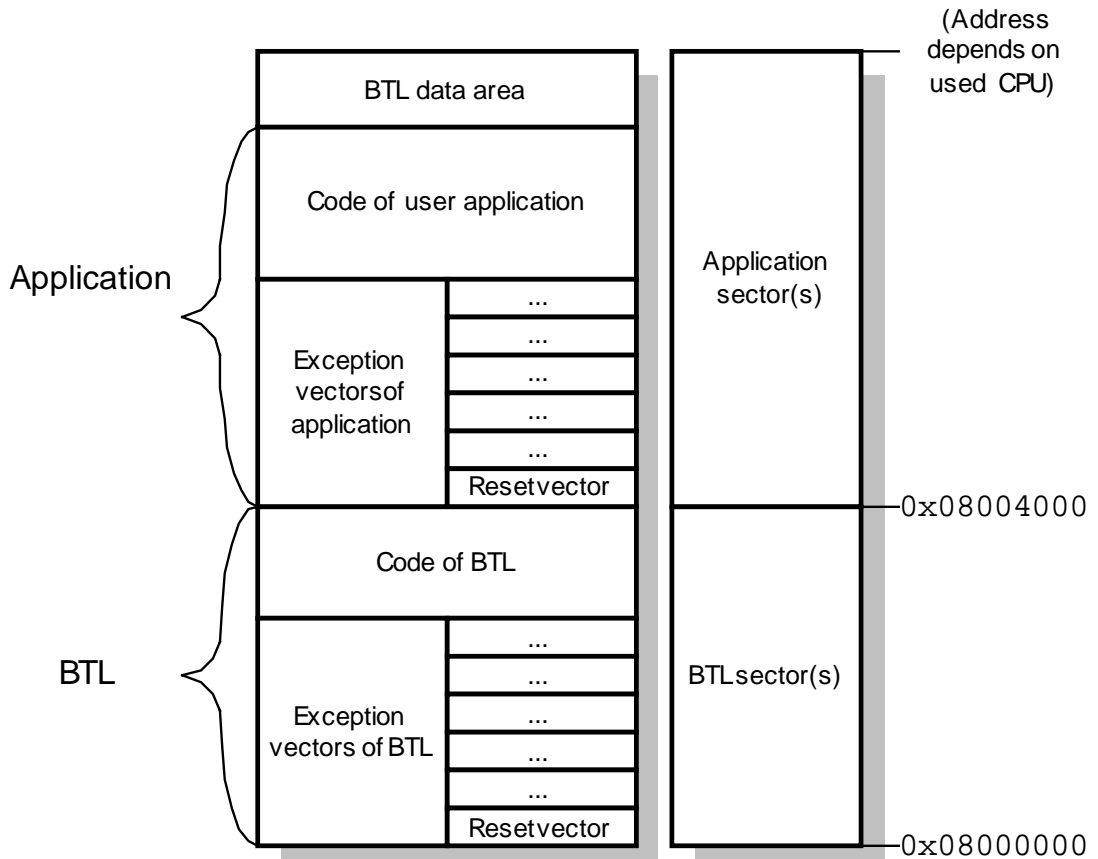 (Address
depends on
used CPU)
BTL data area
Code of user application
Application
Application
sector(s)
...
...
Exception
vectorsof
application
...
...
...
Resetvector
0x08004000
Code of BTL
BTL
BTLsector(s)
...
...
Exception
vectors of BTL
...
...
...
Resetvector
0x08000000